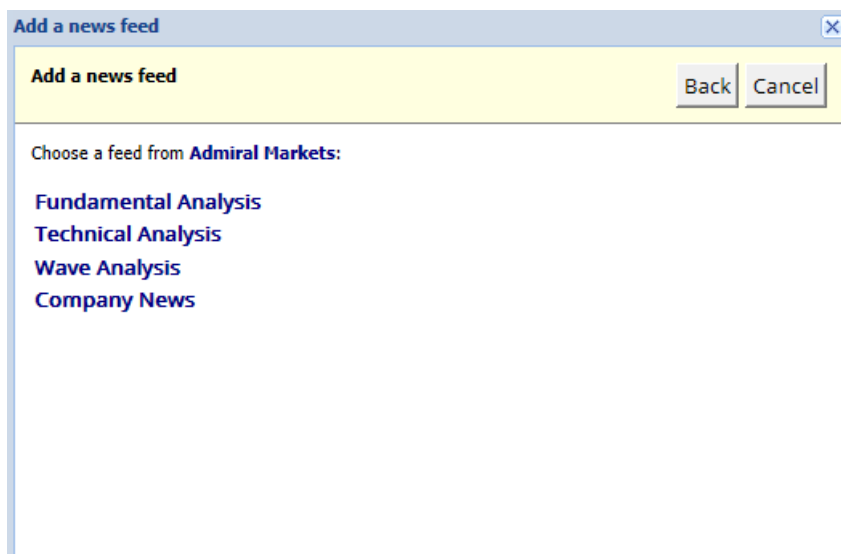 Add a news feed
Add a news feed
Back Cancel
Choose a feed from Admiral Markets:
Fundamental Analysis
Technical Analysis
Wave Analysis
Company News